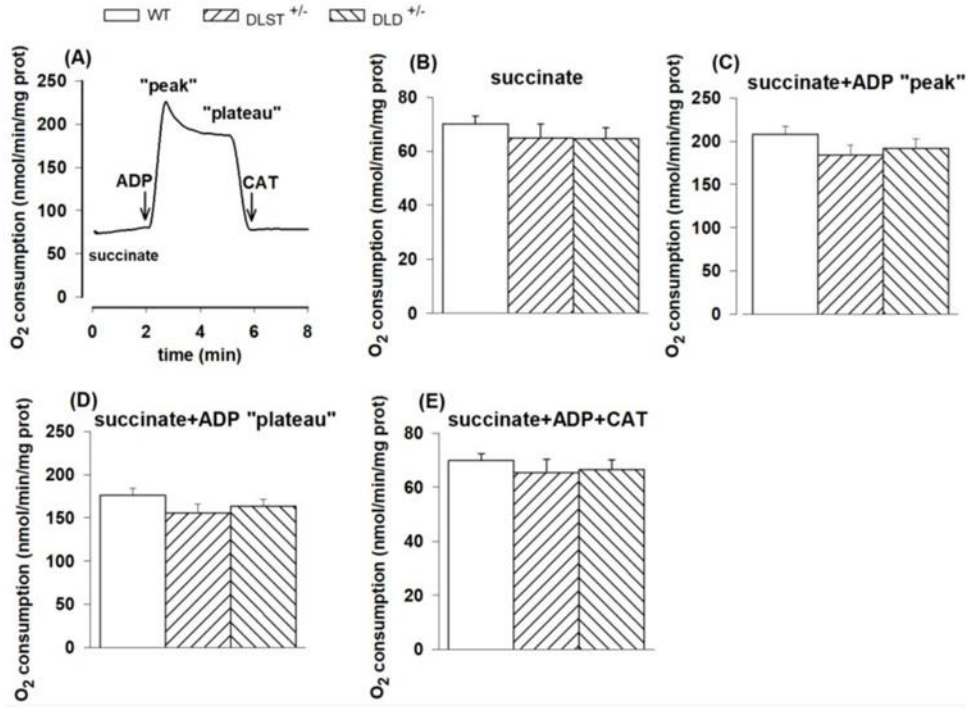 WT DLST +/- DLD +/-
(A)
O2 consumption (nmol/min/mg prot)
250
200
150
100
50
0
"peak"
"plateau"
ADP
CAT
succinate
0 2 4 6 8
time (min)
(B)
succinate
O2 consumption (nmol/min/mg prot)
80
60
40
20
0
(C)
succinate+ADP "peak"
O2 consumption (nmol/min/mg prot)
250
200
150
100
50
0
(D)
succinate+ADP "plateau"
O2 consumption (nmol/min/mg prot)
250
200
150
100
50
0
(E)
succinate+ADP+CAT
O2 consumption (nmol/min/mg prot)
80
60
40
20
0